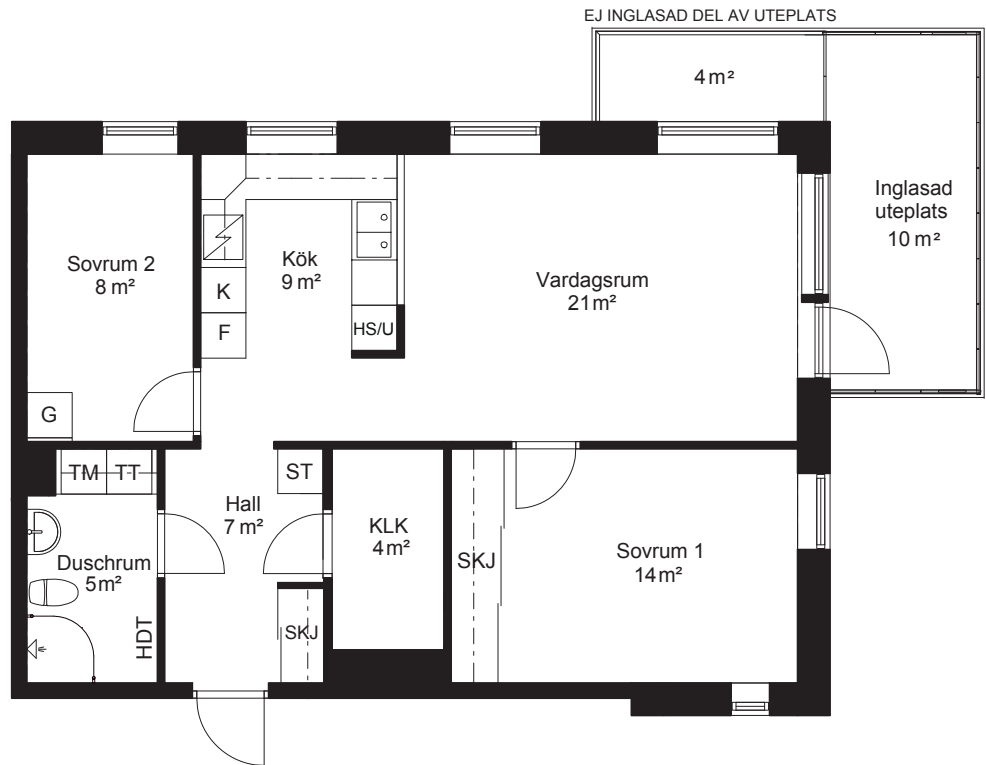 EJ INGLASAD DEL AV UTEPLATS
4 m²
Inglasad
uteplats
10 m²
Sovrum 2
8 m²
Kök
9 m²
K
F
HS/U
Vardagsrum
21 m²
G
TM
TT
ST
Hall
7 m²
KLK
4 m²
SKJ
Sovrum 1
14 m²
Duschrum
5 m²
HDT
SKJ